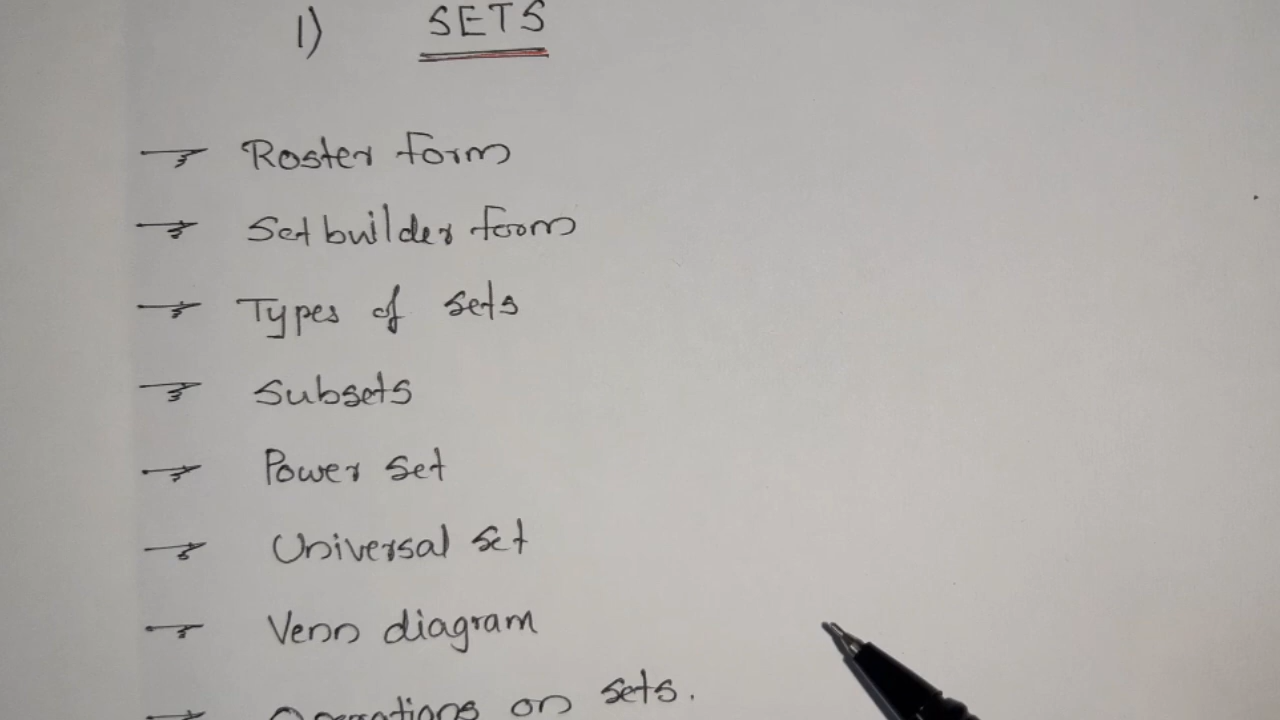 1) SETS
→ Roster form
→ Set builder form
→ Types of sets
→ Subsets
→ Power set
→ Universal set
→ Venn diagram
→ Operations on sets.